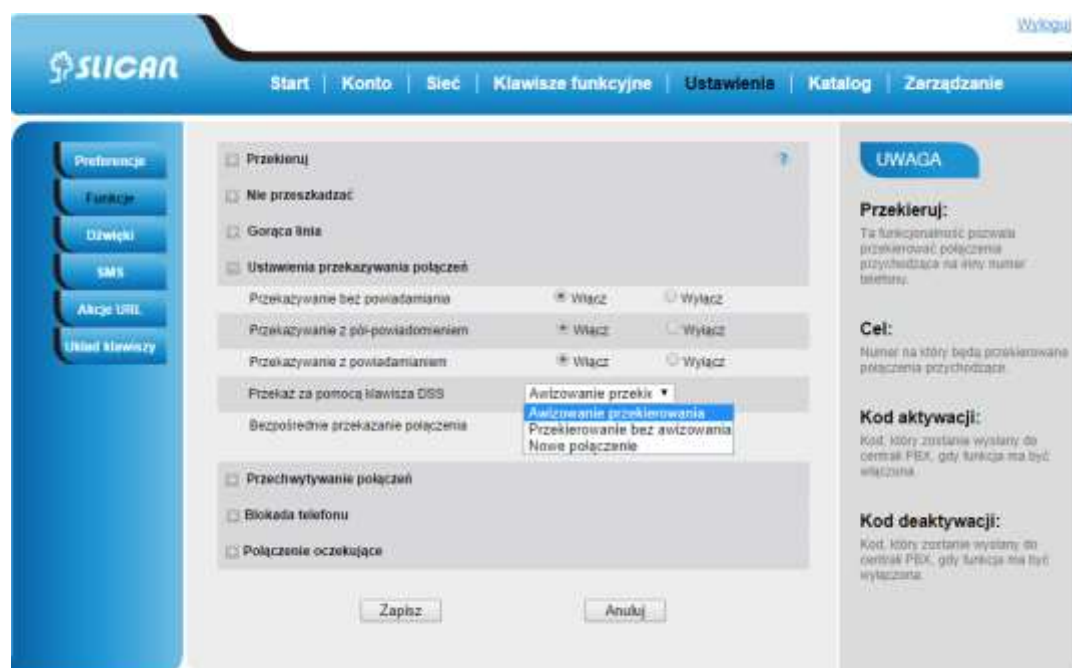 Wyloguj
SLICAN
Start | Konto | Sieć | Klawisze funkcyjne | Ustawienia | Katalog | Zarządzanie
Preferencje
Funkcje
Dźwięki
SMS
Akcje URL
Układ klawiszy
Przekieruj ?
Nie przeszkadzać
Gorąca linia
Ustawienia przekazywania połączeń
Przekazywanie bez powiadamiania Włącz Wyłącz
Przekazywanie z pół-powiadomieniem Włącz Wyłącz
Przekazywanie z powiadamianiem Włącz Wyłącz
Przekaż za pomocą klawisza DSS Awizowanie przekie
Awizowanie przekierowania
Bezpośrednie przekazanie połączenia Przekierowanie bez awizowania
Nowe połączenie
Przechwytywanie połączeń
Blokada telefonu
Połączenie oczekujące
Zapisz Anuluj
UWAGA
Przekieruj:
Ta funkcjonalność pozwala
przekierować połączenia
przychodzące na inny numer
telefonu.
Cel:
Numer na który będą przekierowane
połączenia przychodzące.
Kod aktywacji:
Kod, który zostanie wysłany do
centrali PBX, gdy funkcja ma być
włączona.
Kod deaktywacji:
Kod, który zostanie wysłany do
centrali PBX, gdy funkcja ma być
wyłączona.